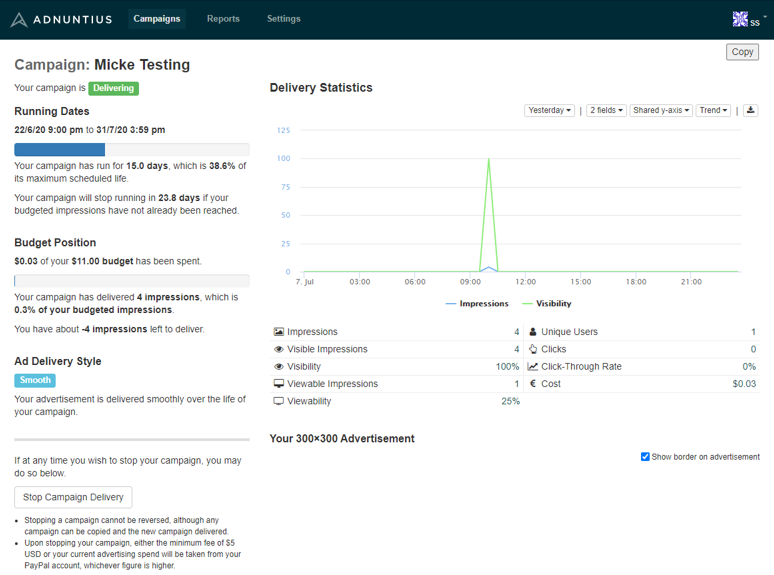 ADNUNTIUS Campaigns Reports Settings ss
Copy
Campaign: Micke Testing
Your campaign is Delivering
Running Dates
22/6/20 9:00 pm to 31/7/20 3:59 pm
Your campaign has run for 15.0 days, which is 38.6% of
its maximum scheduled life.
Your campaign will stop running in 23.8 days if your
budgeted impressions have not already been reached.
Budget Position
$0.03 of your $11.00 budget has been spent.
Your campaign has delivered 4 impressions, which is
0.3% of your budgeted impressions.
You have about -4 impressions left to deliver.
Ad Delivery Style
Smooth
Your advertisement is delivered smoothly over the life of
your campaign.
If at any time you wish to stop your campaign, you may
do so below.
Stop Campaign Delivery
• Stopping a campaign cannot be reversed, although any
campaign can be copied and the new campaign delivered.
• Upon stopping your campaign, either the minimum fee of $5
USD or your current advertising spend will be taken from your
PayPal account, whichever figure is higher.
Delivery Statistics
Yesterday | 2 fields Shared y-axis Trend |
125
100
75
50
25
0
7. Jul 03:00 06:00 09:00 12:00 15:00 18:00 21:00
Impressions Visibility
Impressions 4 Unique Users 1
Visible Impressions 4 Clicks 0
Visibility 100% Click-Through Rate 0%
Viewable Impressions 1 € Cost $0.03
Viewability 25%
Your 300×300 Advertisement
Show border on advertisement